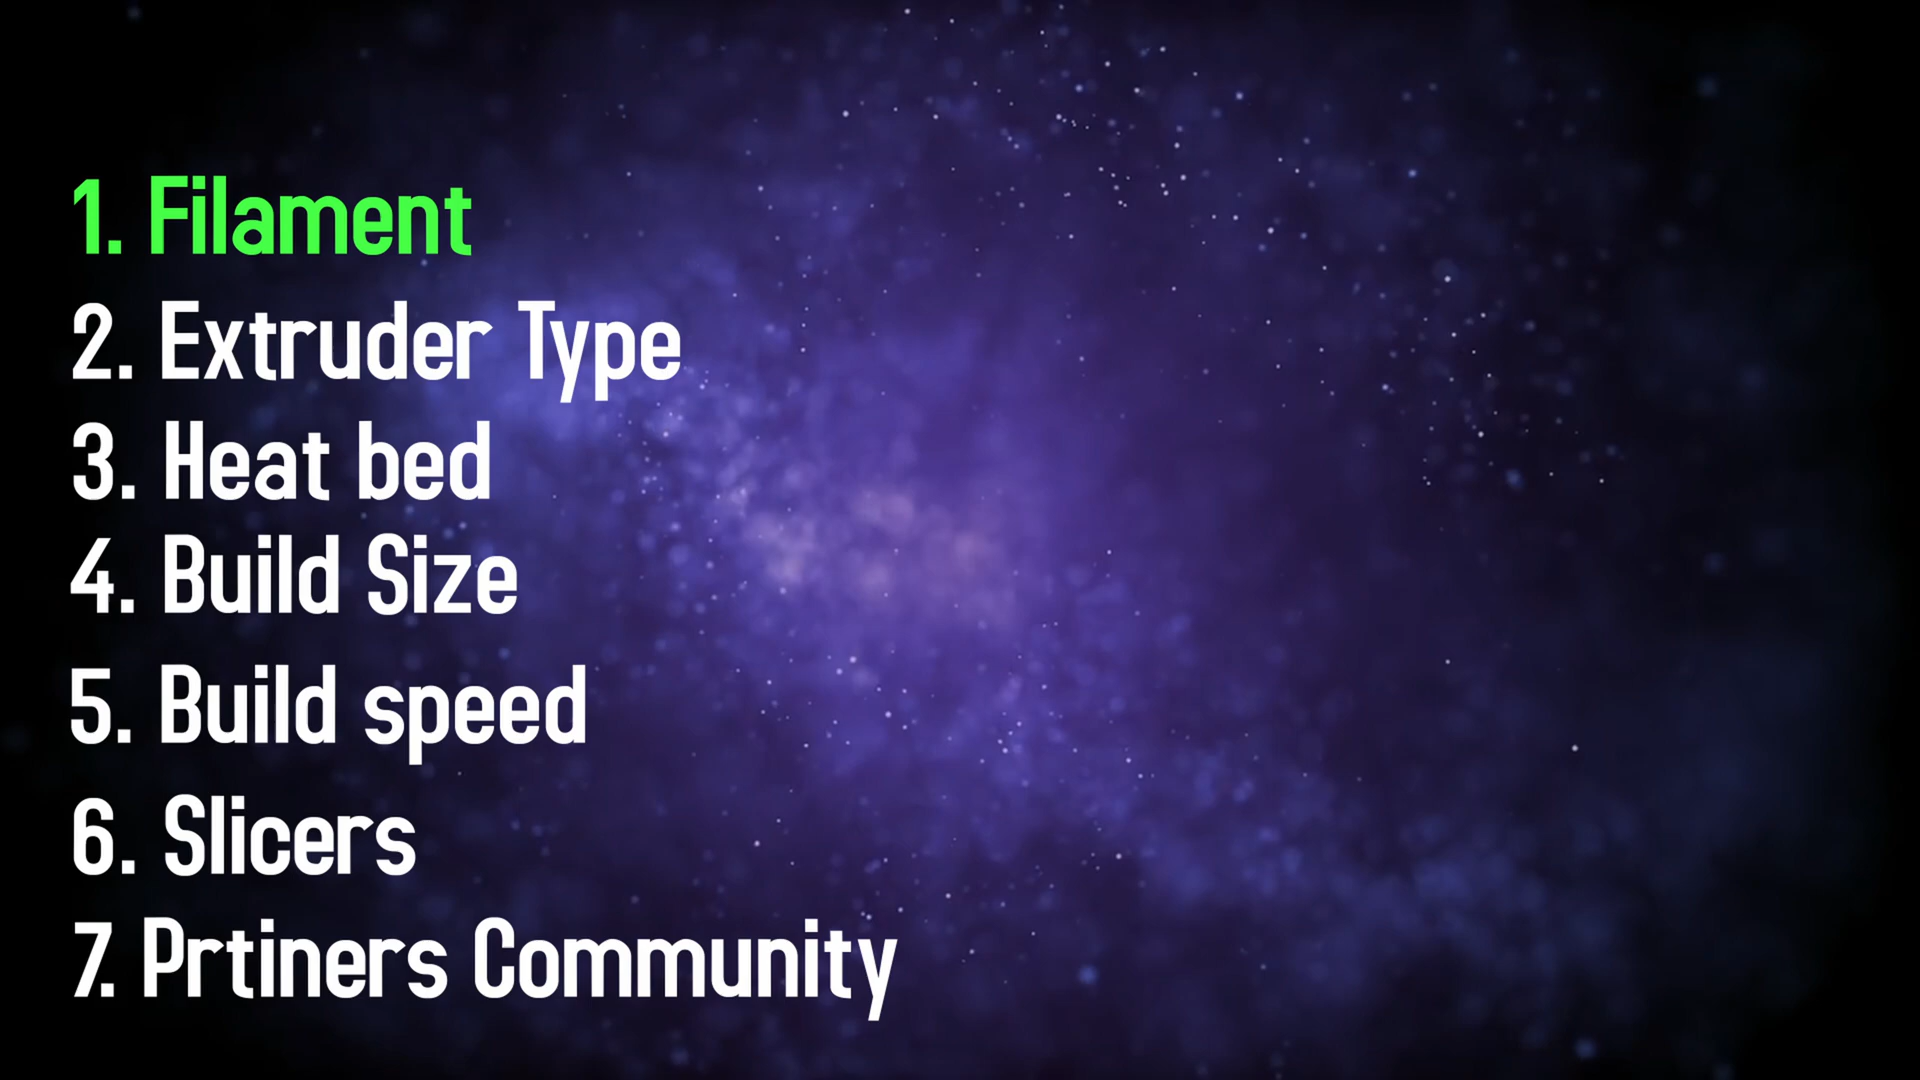 1. Filament
2. Extruder Type
3. Heat bed
4. Build Size
5. Build speed
6. Slicers
7. Prtiners Community